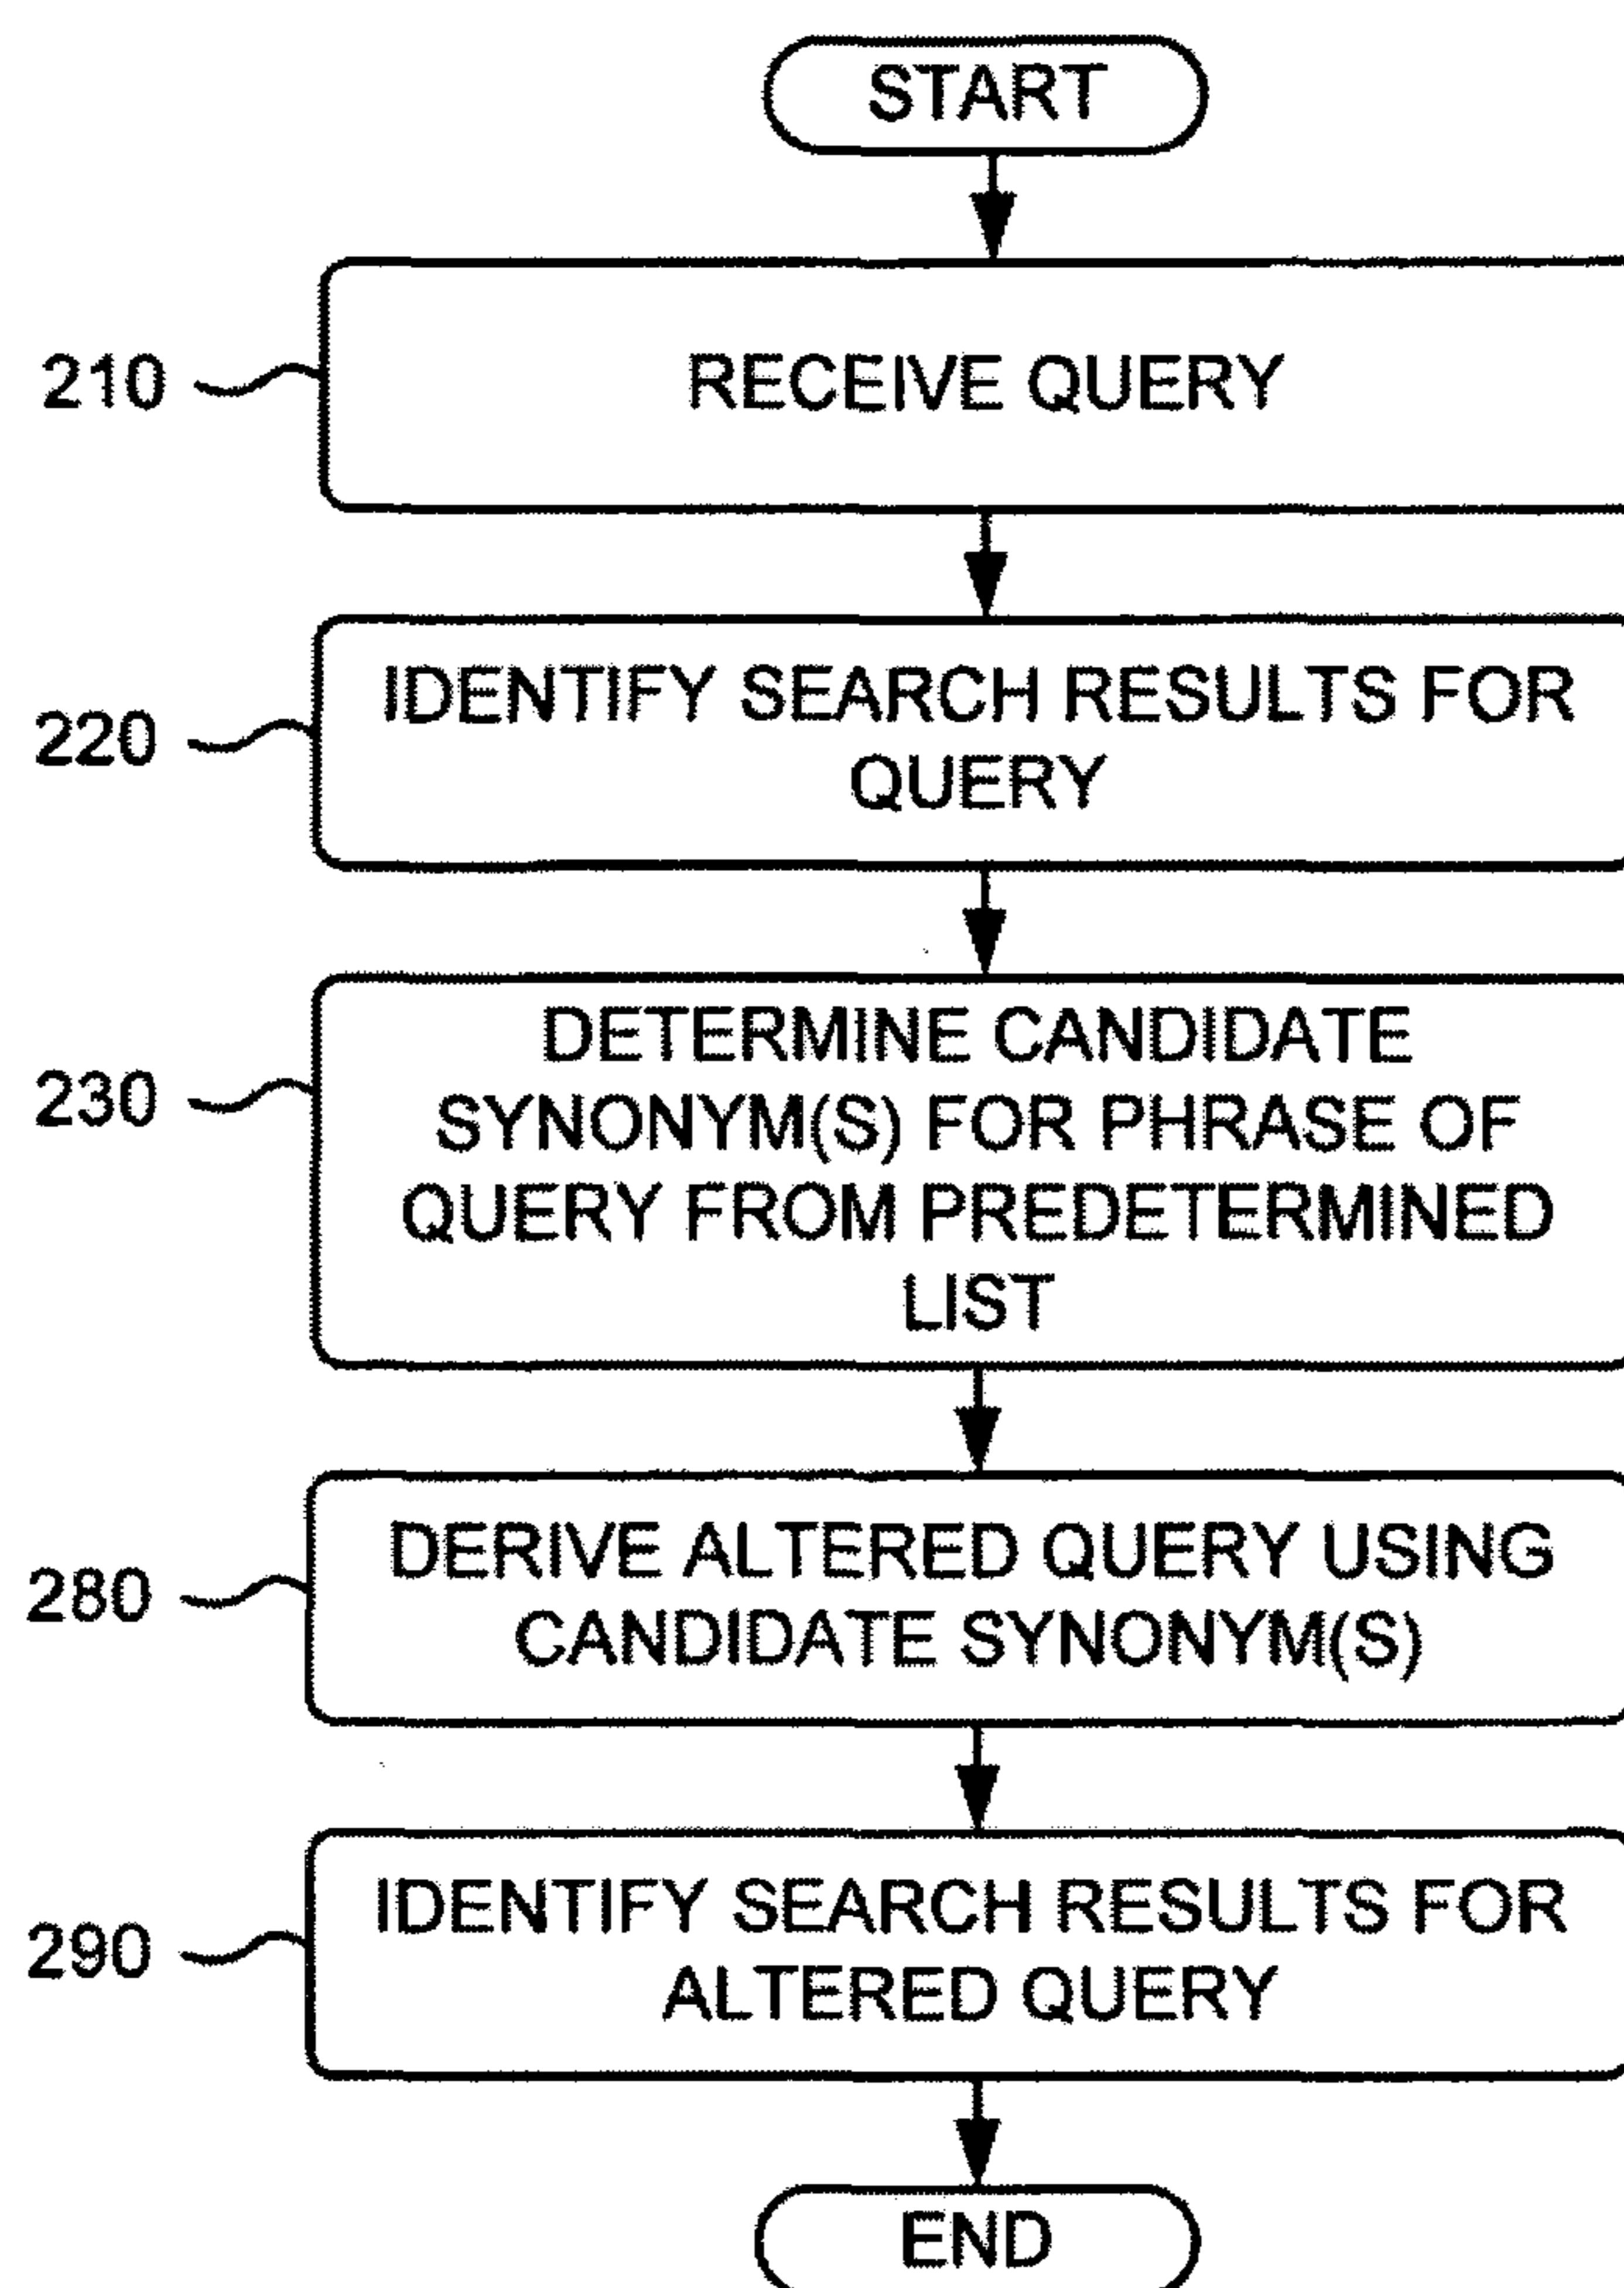 START
210
RECEIVE QUERY
220
IDENTIFY SEARCH RESULTS FOR
QUERY
230
DETERMINE CANDIDATE
SYNONYM(S) FOR PHRASE OF
QUERY FROM PREDETERMINED
LIST
280
DERIVE ALTERED QUERY USING
CANDIDATE SYNONYM(S)
290
IDENTIFY SEARCH RESULTS FOR
ALTERED QUERY
END